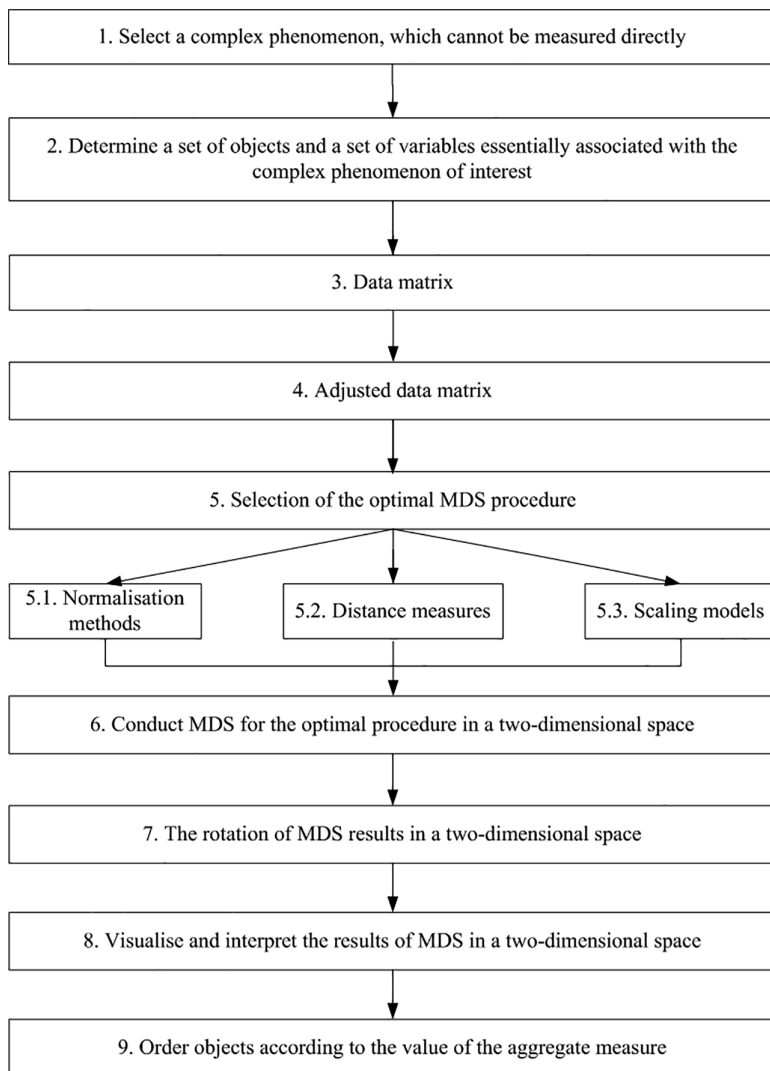 1. Select a complex phenomenon, which cannot be measured directly
2. Determine a set of objects and a set of variables essentially associated with the
complex phenomenon of interest
3. Data matrix
4. Adjusted data matrix
5. Selection of the optimal MDS procedure
5.1. Normalisation
methods
5.2. Distance measures
5.3. Scaling models
6. Conduct MDS for the optimal procedure in a two-dimensional space
7. The rotation of MDS results in a two-dimensional space
8. Visualise and interpret the results of MDS in a two-dimensional space
9. Order objects according to the value of the aggregate measure